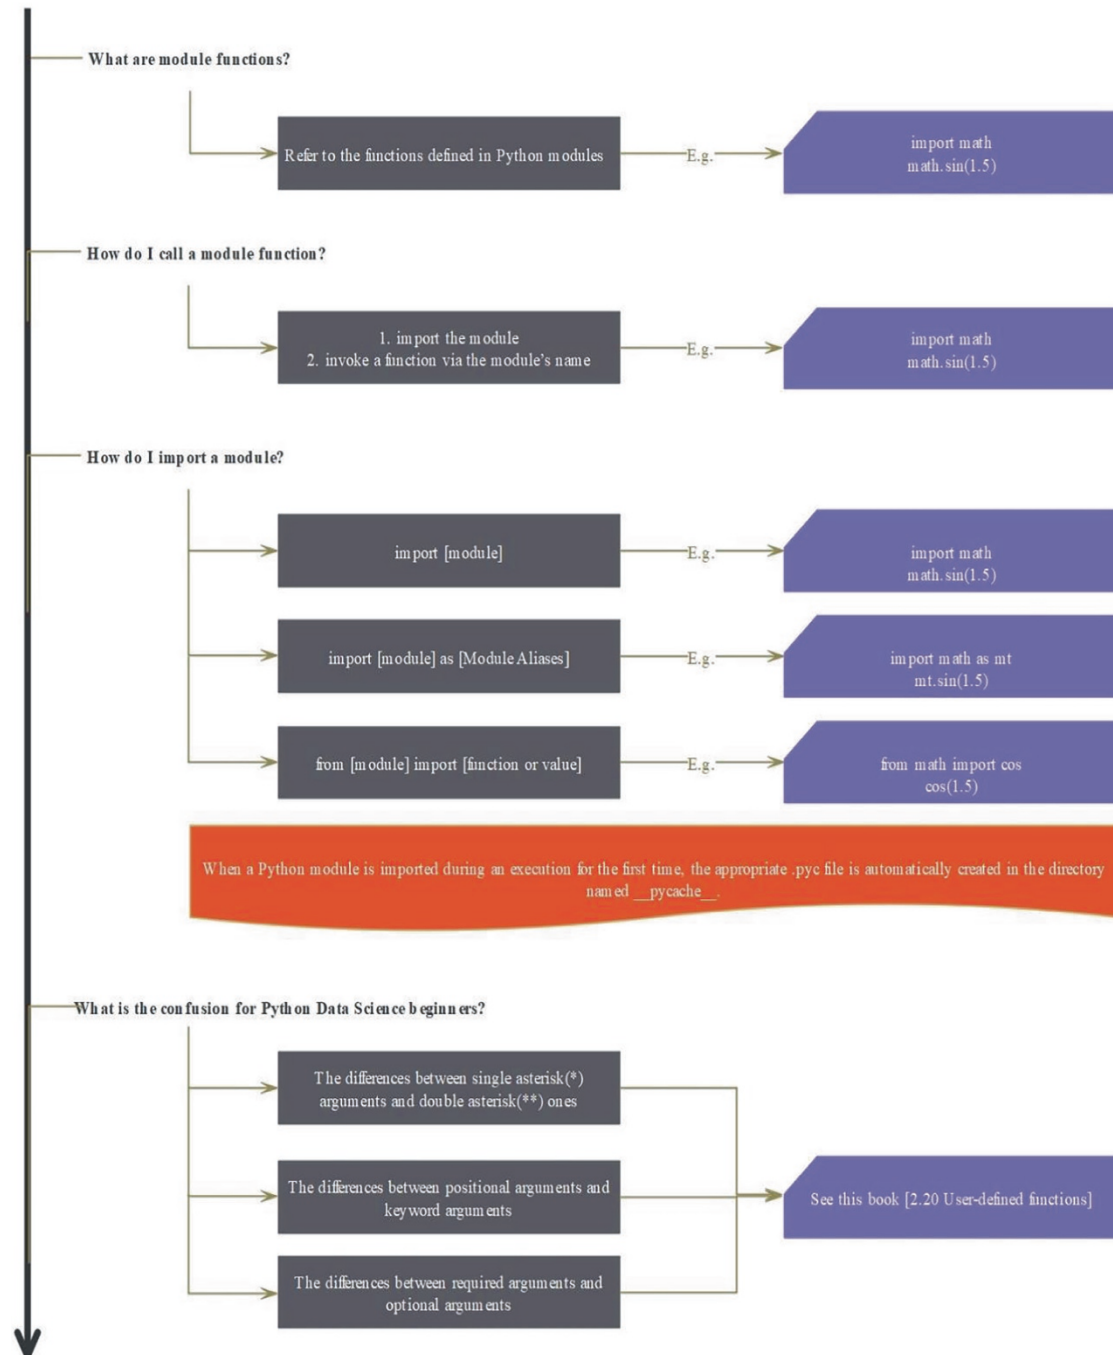 What are module functions?
Refer to the functions defined in Python modules
E.g.
import math
math.sin(1.5)
How do I call a module function?
1. import the module
2. invoke a function via the module's name
E.g.
import math
math.sin(1.5)
How do I import a module?
import [module]
E.g.
import math
math.sin(1.5)
import [module] as [Module Aliases]
E.g.
import math as mt
mt.sin(1.5)
from [module] import [function or value]
E.g.
from math import cos
cos(1.5)
When a Python module is imported during an execution for the first time, the appropriate .pyc file is automatically created in the directory
named __pycache__.
What is the confusion for Python Data Science beginners?
The differences between single asterisk(*)
arguments and double asterisk(**) ones
The differences between positional arguments and
keyword arguments
See this book [2.20 User-defined functions]
The differences between required arguments and
optional arguments